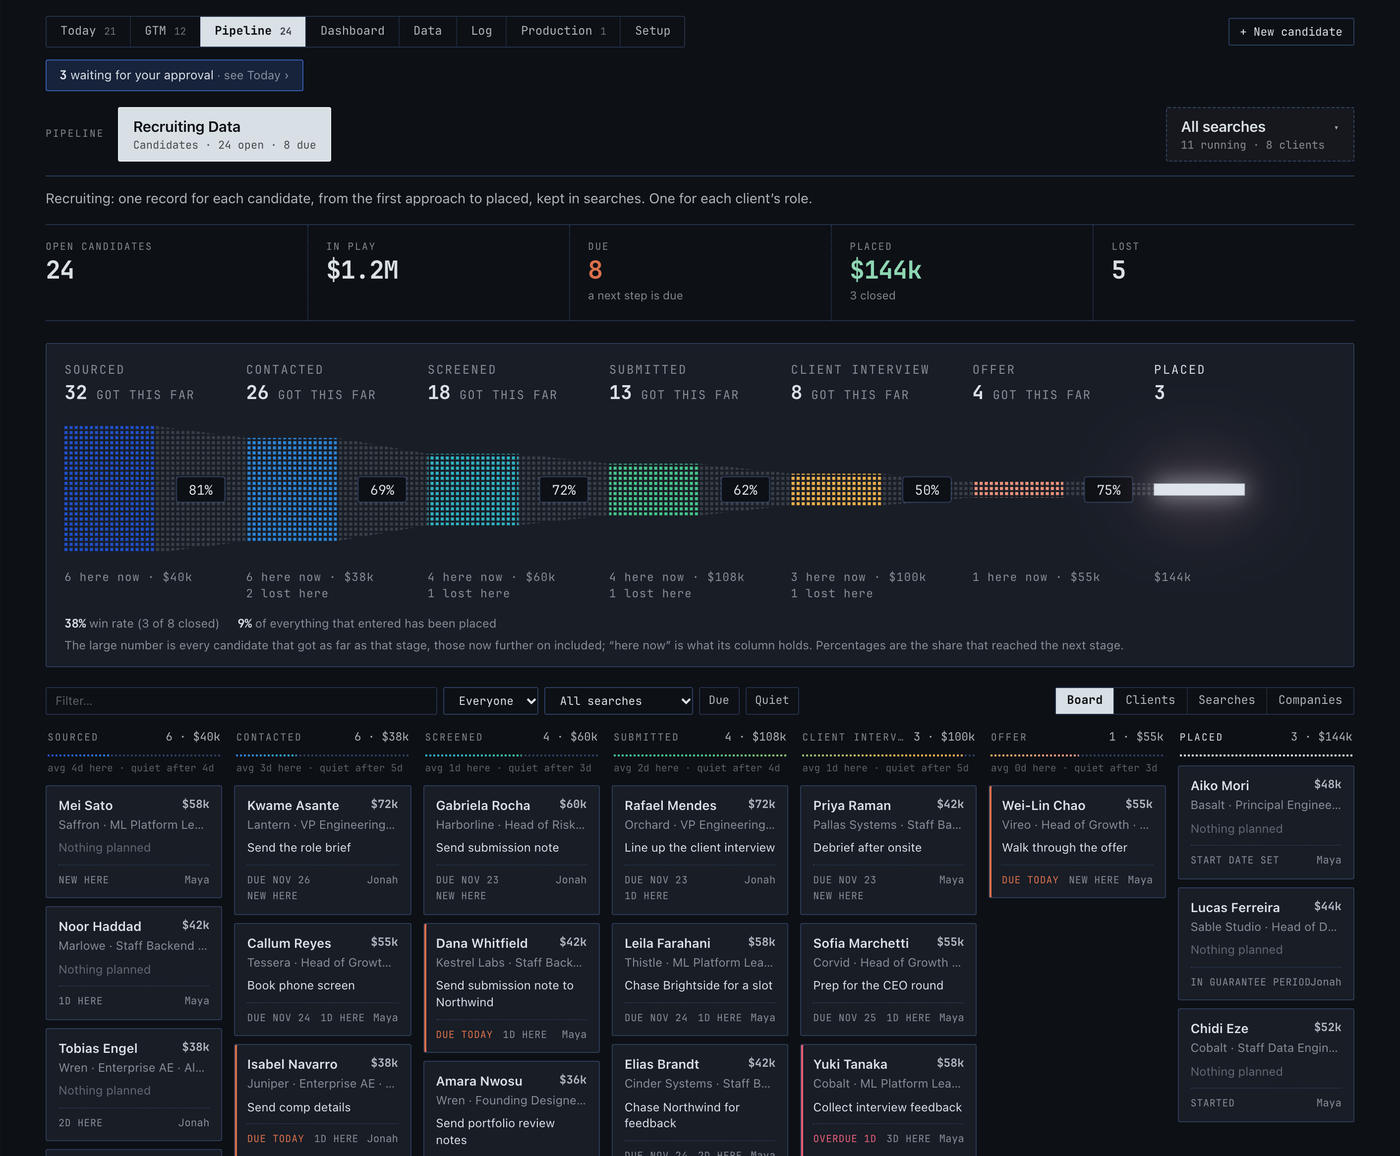 Today 21 GTM 12 Pipeline 24 Dashboard Data Log Production 1 Setup + New candidate
3 waiting for your approval · see Today ›
PIPELINE
Recruiting Data
Candidates · 24 open · 8 due
All searches ▾
11 running · 8 clients
Recruiting: one record for each candidate, from the first approach to placed, kept in searches. One for each client's role.
OPEN CANDIDATES IN PLAY DUE PLACED LOST
24 $1.2M 8 $144k 5
a next step is due 3 closed
SOURCED CONTACTED SCREENED SUBMITTED CLIENT INTERVIEW OFFER PLACED
32 GOT THIS FAR 26 GOT THIS FAR 18 GOT THIS FAR 13 GOT THIS FAR 8 GOT THIS FAR 4 GOT THIS FAR 3
81% 69% 72% 62% 50% 75%
6 here now · $40k 6 here now · $38k 4 here now · $60k 4 here now · $108k 3 here now · $100k 1 here now · $55k $144k
2 lost here 1 lost here 1 lost here 1 lost here
38% win rate (3 of 8 closed) 9% of everything that entered has been placed
The large number is every candidate that got as far as that stage, those now further on included; “here now” is what its column holds. Percentages are the share that reached the next stage.
Filter... Everyone All searches Due Quiet Board Clients Searches Companies
SOURCED 6 · $40k
avg 4d here · quiet after 4d
Mei Sato $58k
Saffron · ML Platform Le...
Nothing planned
NEW HERE Maya
Noor Haddad $42k
Marlowe · Staff Backend ...
Nothing planned
1D HERE Maya
Tobias Engel $38k
Wren · Enterprise AE · Al...
Nothing planned
2D HERE Jonah
CONTACTED 6 · $38k
avg 3d here · quiet after 5d
Kwame Asante $72k
Lantern · VP Engineering...
Send the role brief
DUE NOV 26 Jonah
NEW HERE
Callum Reyes $55k
Tessera · Head of Growt...
Book phone screen
DUE NOV 24 1D HERE Maya
Isabel Navarro $38k
Juniper · Enterprise AE · ...
Send comp details
DUE TODAY 1D HERE Jonah
SCREENED 4 · $60k
avg 1d here · quiet after 3d
Gabriela Rocha $60k
Harborline · Head of Risk...
Send submission note
DUE NOV 23 Jonah
NEW HERE
Dana Whitfield $42k
Kestrel Labs · Staff Back...
Send submission note to
Northwind
DUE TODAY 1D HERE Maya
Amara Nwosu $36k
Wren · Founding Designe...
Send portfolio review
notes
SUBMITTED 4 · $108k
avg 2d here · quiet after 4d
Rafael Mendes $72k
Orchard · VP Engineering...
Line up the client interview
DUE NOV 23 Jonah
1D HERE
Leila Farahani $58k
Thistle · ML Platform Lea...
Chase Brightside for a slot
DUE NOV 24 1D HERE Maya
Elias Brandt $42k
Cinder Systems · Staff B...
Chase Northwind for
feedback
DUE NOV 24 2D HERE Maya
CLIENT INTERV… 3 · $100k
avg 1d here · quiet after 5d
Priya Raman $42k
Pallas Systems · Staff Ba...
Debrief after onsite
DUE NOV 23 Maya
NEW HERE
Sofia Marchetti $55k
Corvid · Head of Growth ...
Prep for the CEO round
DUE NOV 25 1D HERE Maya
Yuki Tanaka $58k
Cobalt · ML Platform Lea...
Collect interview feedback
OVERDUE 1D 3D HERE Maya
OFFER 1 · $55k
avg 0d here · quiet after 3d
Wei-Lin Chao $55k
Vireo · Head of Growth · ...
Walk through the offer
DUE TODAY NEW HERE Maya
PLACED 3 · $144k
Aiko Mori $48k
Basalt · Principal Enginee...
Nothing planned
START DATE SET Maya
Lucas Ferreira $44k
Sable Studio · Head of D...
Nothing planned
IN GUARANTEE PERIOD Jonah
Chidi Eze $52k
Cobalt · Staff Data Engin...
Nothing planned
STARTED Maya